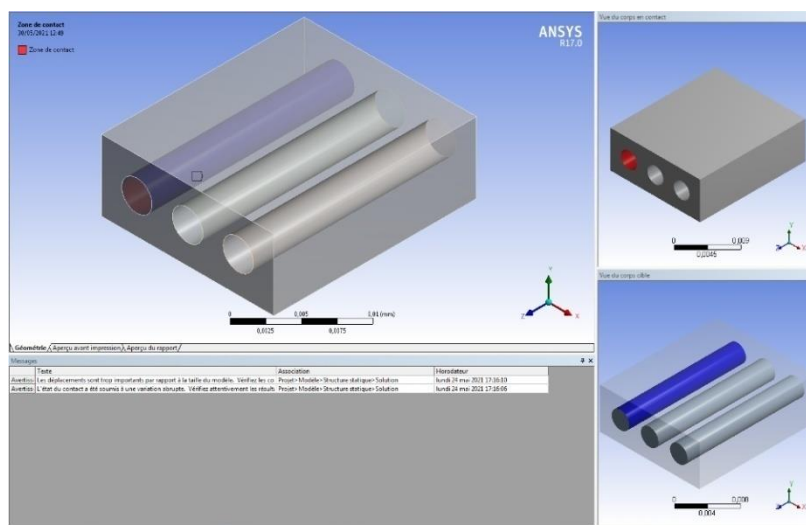 Zone de contact
30/05/2021 12:49
Zone de contact
ANSYS
R17.0
0 0,005 0,01 (mm)
0,0025 0,0075
Y
Z X
Géométrie Aperçu avant impression Aperçu du rapport
Messages
Texte Association Horodateur
Avertiss Les déplacements sont trop importants par rapport à la taille du modèle. Vérifiez les co Projet>Modèle>Structure statique>Solution lundi 24 mai 2021 17:16:10
Avertiss L'état du contact a été soumis à une variation abrupte. Vérifiez attentivement les résult Projet>Modèle>Structure statique>Solution lundi 24 mai 2021 17:16:06
Vue du corps en contact
0 0,009
0,0045
Y
Z X
Vue du corps cible
0 0,008
0,004
Y
Z X